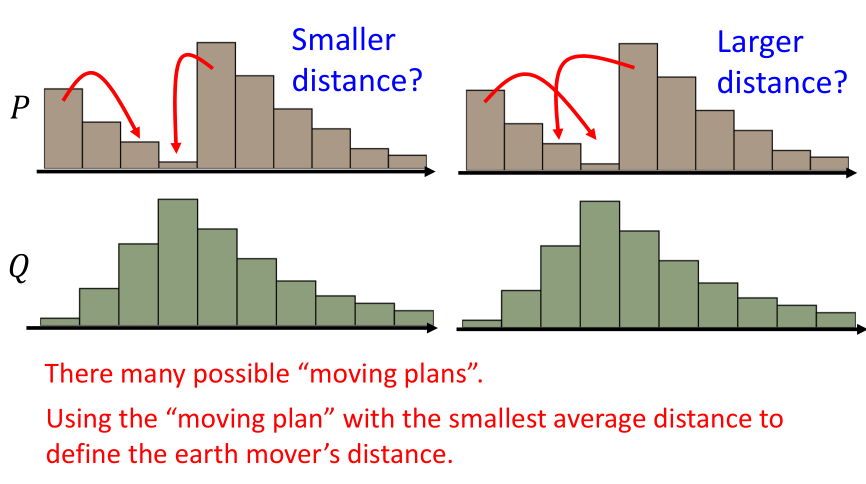 Smaller
distance?
Larger
distance?
P
Q
There many possible “moving plans”.
Using the “moving plan” with the smallest average distance to
define the earth mover’s distance.